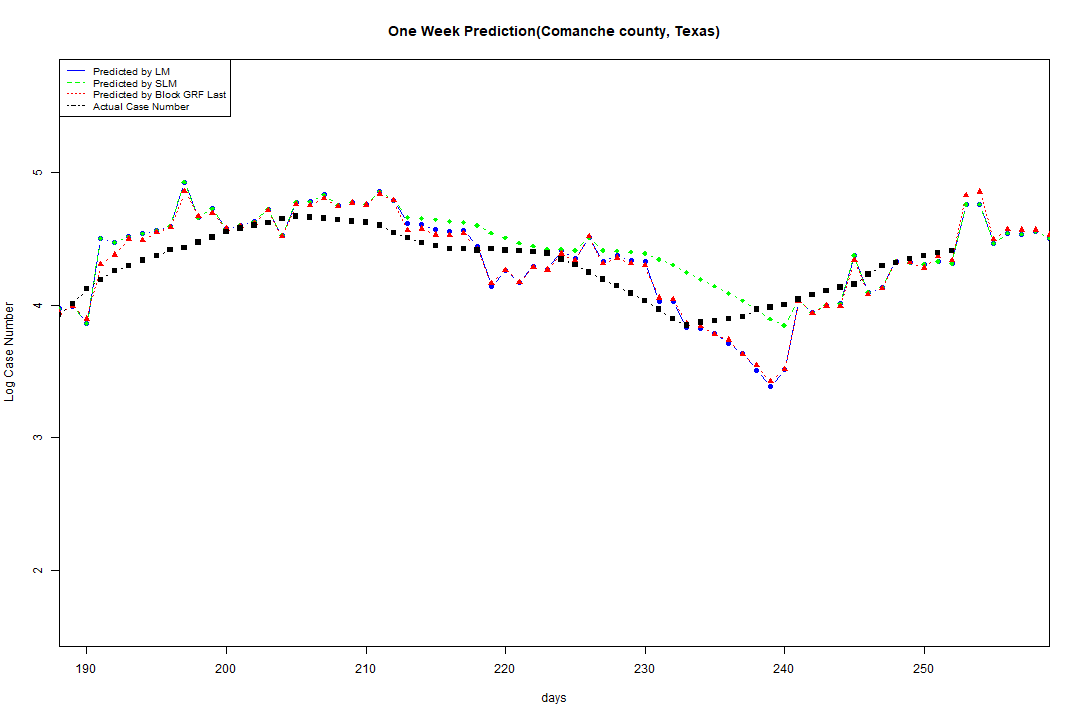 One Week Prediction(Comanche county, Texas)
Predicted by LM
Predicted by SLM
Predicted by Block GRF Last
Actual Case Number
5
4
3
2
Log Case Number
190 200 210 220 230 240 250
days